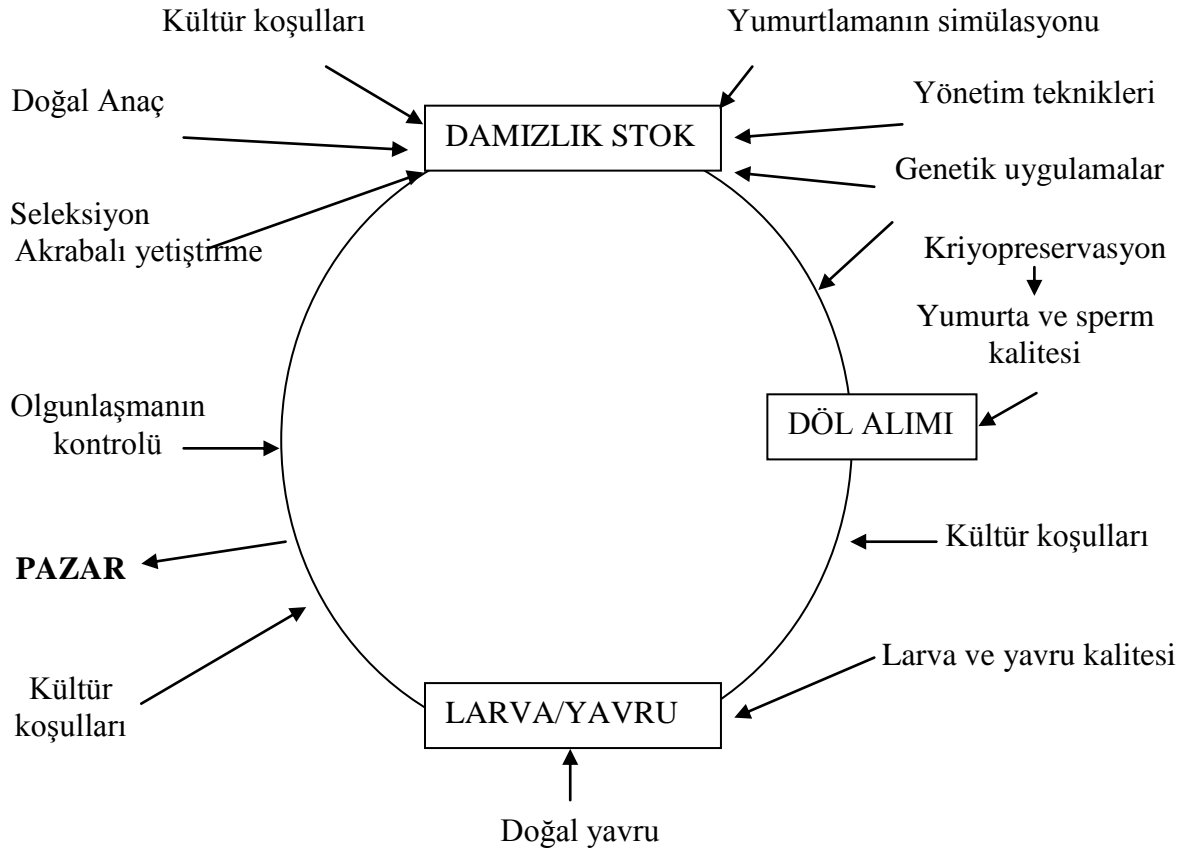 Kültür koşulları
Yumurtlamanın simülasyonu
Doğal Anaç
Yönetim teknikleri
DAMIZLIK STOK
Genetik uygulamalar
Seleksiyon
Akrabalı yetiştirme
Kriyopreservasyon
Yumurta ve sperm
kalitesi
Olgunlaşmanın
kontrolü
DÖL ALIMI
Kültür koşulları
PAZAR
Larva ve yavru kalitesi
Kültür
koşulları
LARVA/YAVRU
Doğal yavru